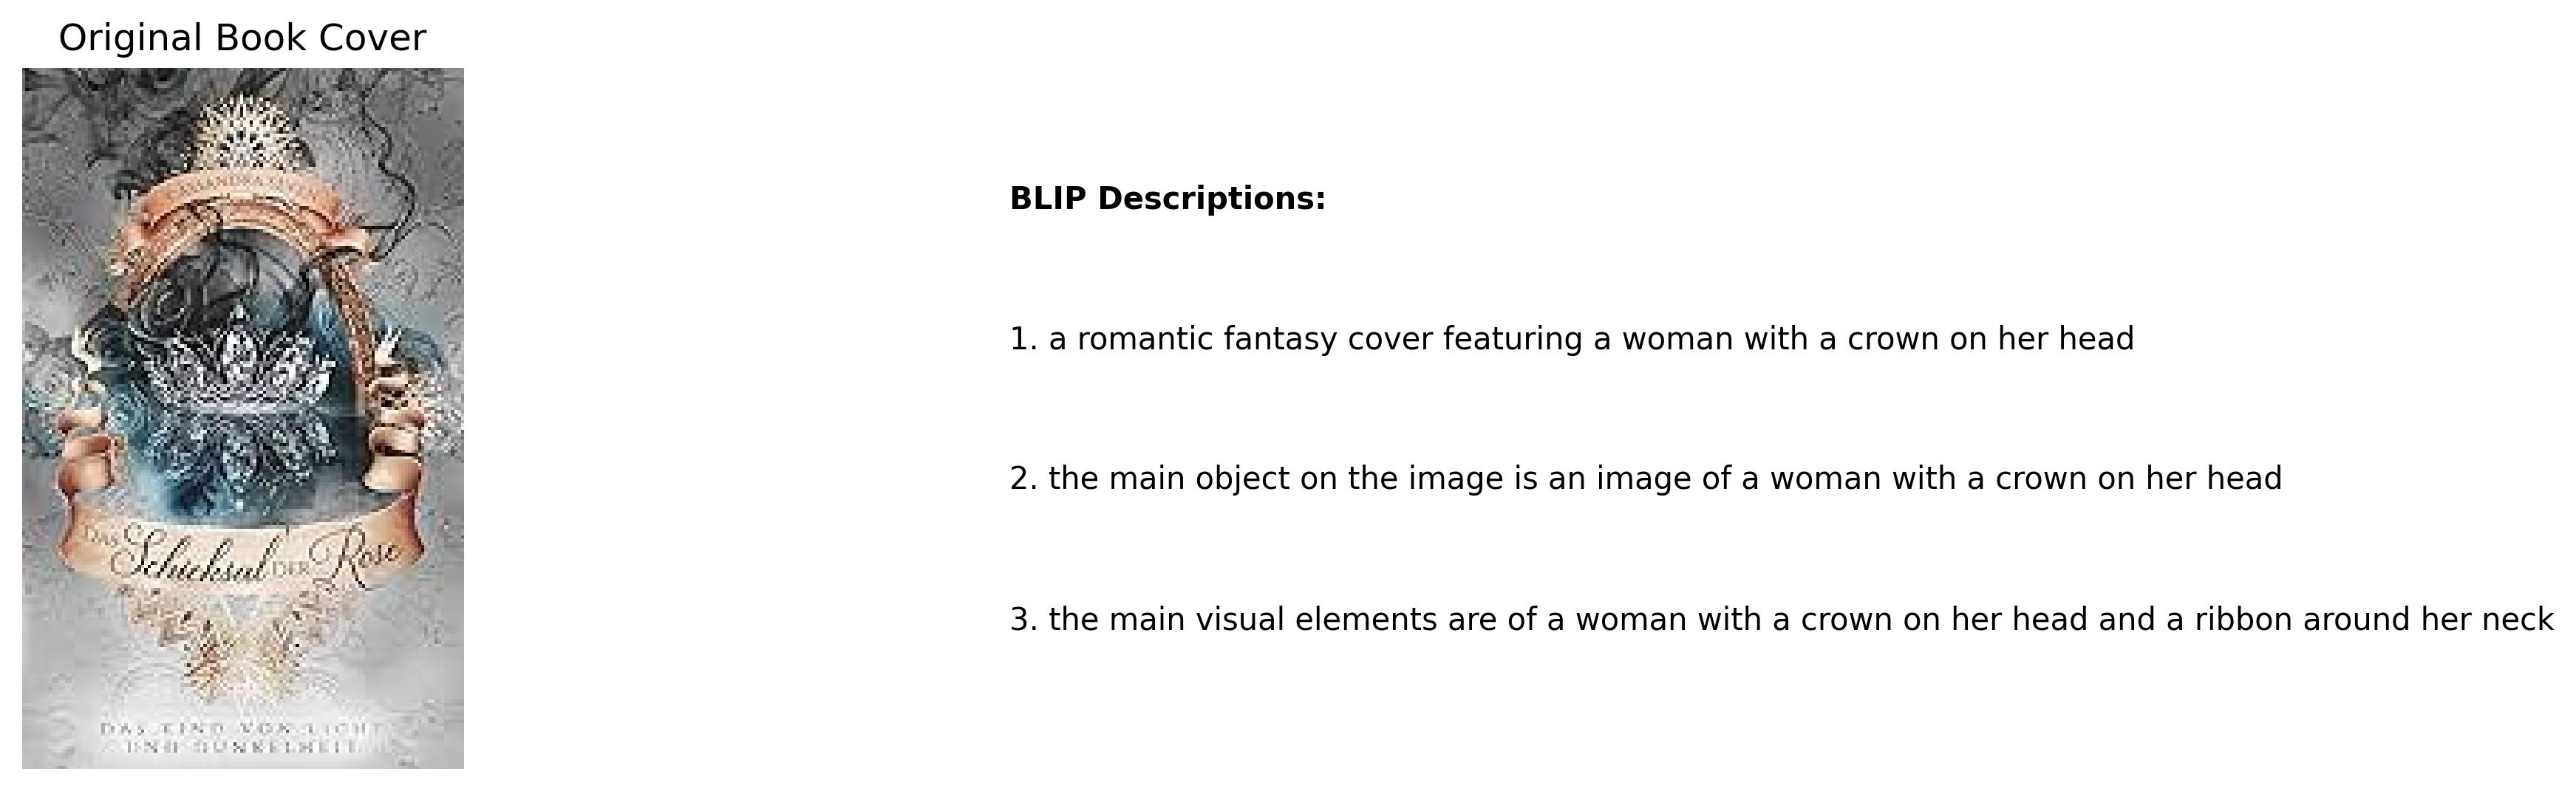 Original Book Cover
DAS Schicksal DER Rose
DAS KIND VON LICHT
UND DUNKELHEIT
BLIP Descriptions:
1. a romantic fantasy cover featuring a woman with a crown on her head
2. the main object on the image is an image of a woman with a crown on her head
3. the main visual elements are of a woman with a crown on her head and a ribbon around her neck